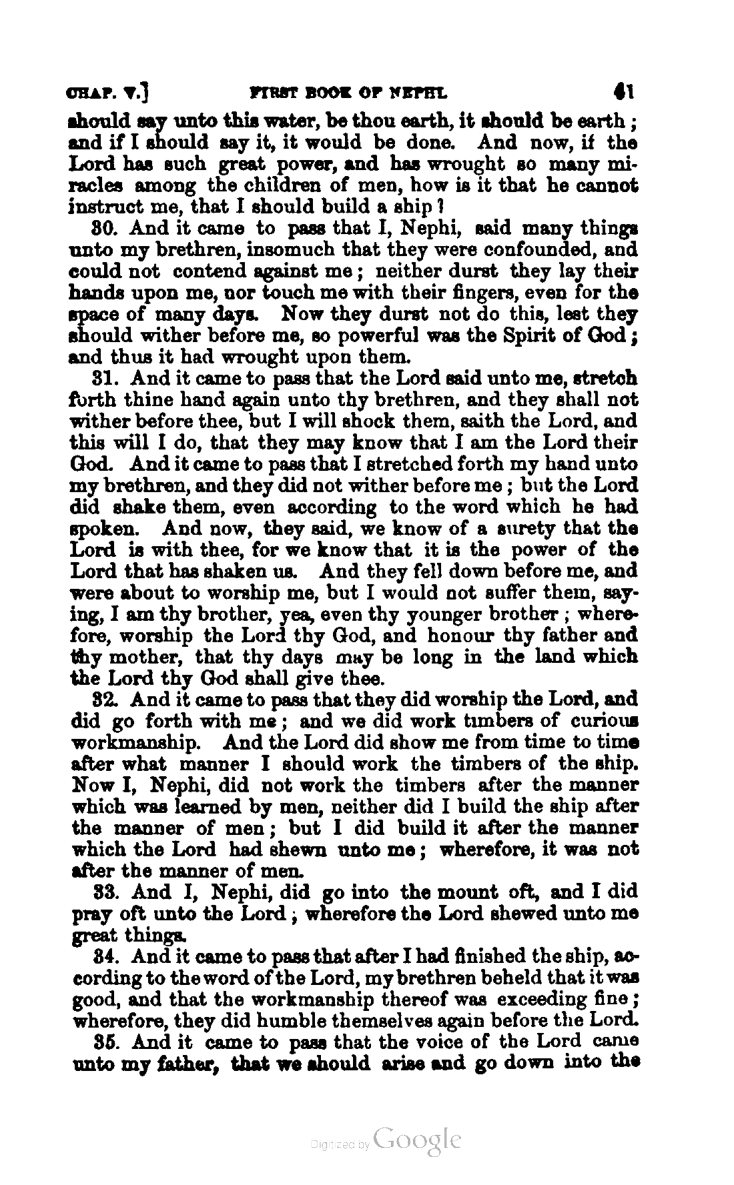 CHAP. V.] FIRST BOOK OF NEPHI. 41
should say unto this water, be thou earth, it should be earth;
and if I should say it, it would be done. And now, if the
Lord has such great power, and has wrought so many mi-
racles among the children of men, how is it that he cannot
instruct me, that I should build a ship?
30. And it came to pass that I, Nephi, said many things
unto my brethren, insomuch that they were confounded, and
could not contend against me; neither durst they lay their
hands upon me, nor touch me with their fingers, even for the
space of many days. Now they durst not do this, lest they
should wither before me, so powerful was the Spirit of God;
and thus it had wrought upon them.
31. And it came to pass that the Lord said unto me, stretch
forth thine hand again unto thy brethren, and they shall not
wither before thee, but I will shock them, saith the Lord, and
this will I do, that they may know that I am the Lord their
God. And it came to pass that I stretched forth my hand unto
my brethren, and they did not wither before me; but the Lord
did shake them, even according to the word which he had
spoken. And now, they said, we know of a surety that the
Lord is with thee, for we know that it is the power of the
Lord that has shaken us. And they fell down before me, and
were about to worship me, but I would not suffer them, say-
ing, I am thy brother, yea, even thy younger brother; where-
fore, worship the Lord thy God, and honour thy father and
thy mother, that thy days may be long in the land which
the Lord thy God shall give thee.
32. And it came to pass that they did worship the Lord, and
did go forth with me; and we did work timbers of curious
workmanship. And the Lord did show me from time to time
after what manner I should work the timbers of the ship.
Now I, Nephi, did not work the timbers after the manner
which was learned by men, neither did I build the ship after
the manner of men; but I did build it after the manner
which the Lord had shewn unto me; wherefore, it was not
after the manner of men.
33. And I, Nephi, did go into the mount oft, and I did
pray oft unto the Lord; wherefore the Lord shewed unto me
great things.
34. And it came to pass that after I had finished the ship, ac-
cording to the word of the Lord, my brethren beheld that it was
good, and that the workmanship thereof was exceeding fine;
wherefore, they did humble themselves again before the Lord.
35. And it came to pass that the voice of the Lord came
unto my father, that we should arise and go down into the
Digitized by Google